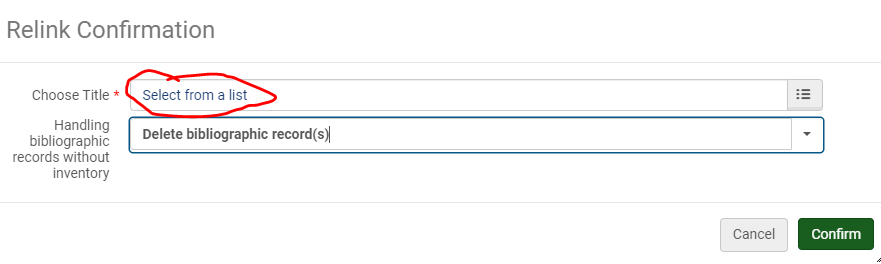 Relink Confirmation
Choose Title *
Select from a list
Handling
bibliographic
records without
inventory
Delete bibliographic record(s)
Cancel
Confirm